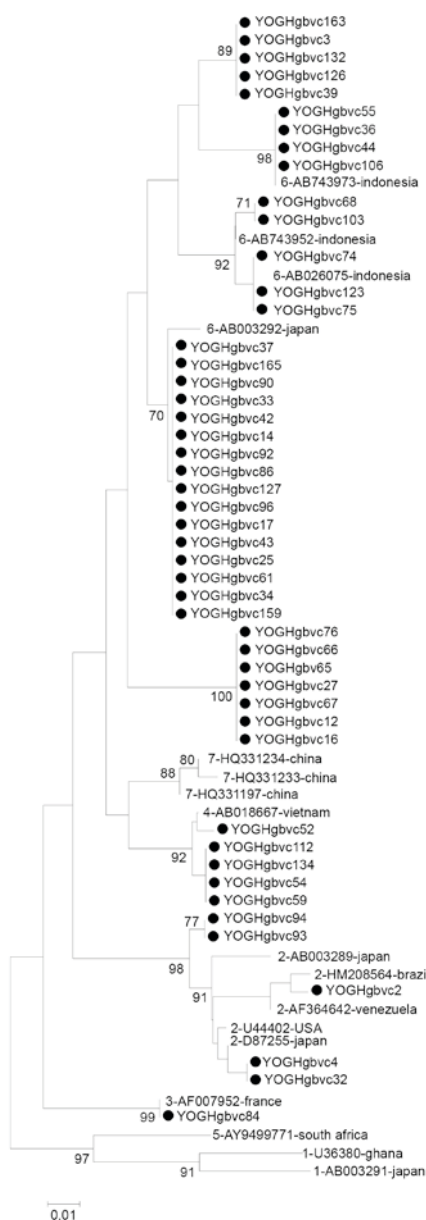 YOGHgbvc163
89
YOGHgbvc3
YOGHgbvc132
YOGHgbvc126
YOGHgbvc39
YOGHgbvc55
YOGHgbvc36
YOGHgbvc44
98
YOGHgbvc106
6-AB743973-indonesia
71
YOGHgbvc68
YOGHgbvc103
6-AB743952-indonesia
92
YOGHgbvc74
6-AB026075-indonesia
YOGHgbvc123
YOGHgbvc75
6-AB003292-japan
YOGHgbvc37
YOGHgbvc165
YOGHgbvc90
YOGHgbvc33
70
YOGHgbvc42
YOGHgbvc14
YOGHgbvc92
YOGHgbvc86
YOGHgbvc127
YOGHgbvc96
YOGHgbvc17
YOGHgbvc43
YOGHgbvc25
YOGHgbvc61
YOGHgbvc34
YOGHgbvc159
YOGHgbvc76
YOGHgbvc66
YOGHgbv65
100
YOGHgbvc27
YOGHgbvc67
YOGHgbvc12
YOGHgbvc16
80
7-HQ331234-china
88
7-HQ331233-china
7-HQ331197-china
4-AB018667-vietnam
YOGHgbvc52
92
YOGHgbvc112
YOGHgbvc134
YOGHgbvc54
YOGHgbvc59
77
YOGHgbvc94
YOGHgbvc93
98
2-AB003289-japan
91
2-HM208564-brazi
YOGHgbvc2
2-AF364642-venezuela
2-U44402-USA
2-D87255-japan
YOGHgbvc4
YOGHgbvc32
3-AF007952-france
99
YOGHgbvc84
5-AY9499771-south africa
97
1-U36380-ghana
91
1-AB003291-japan
0.01